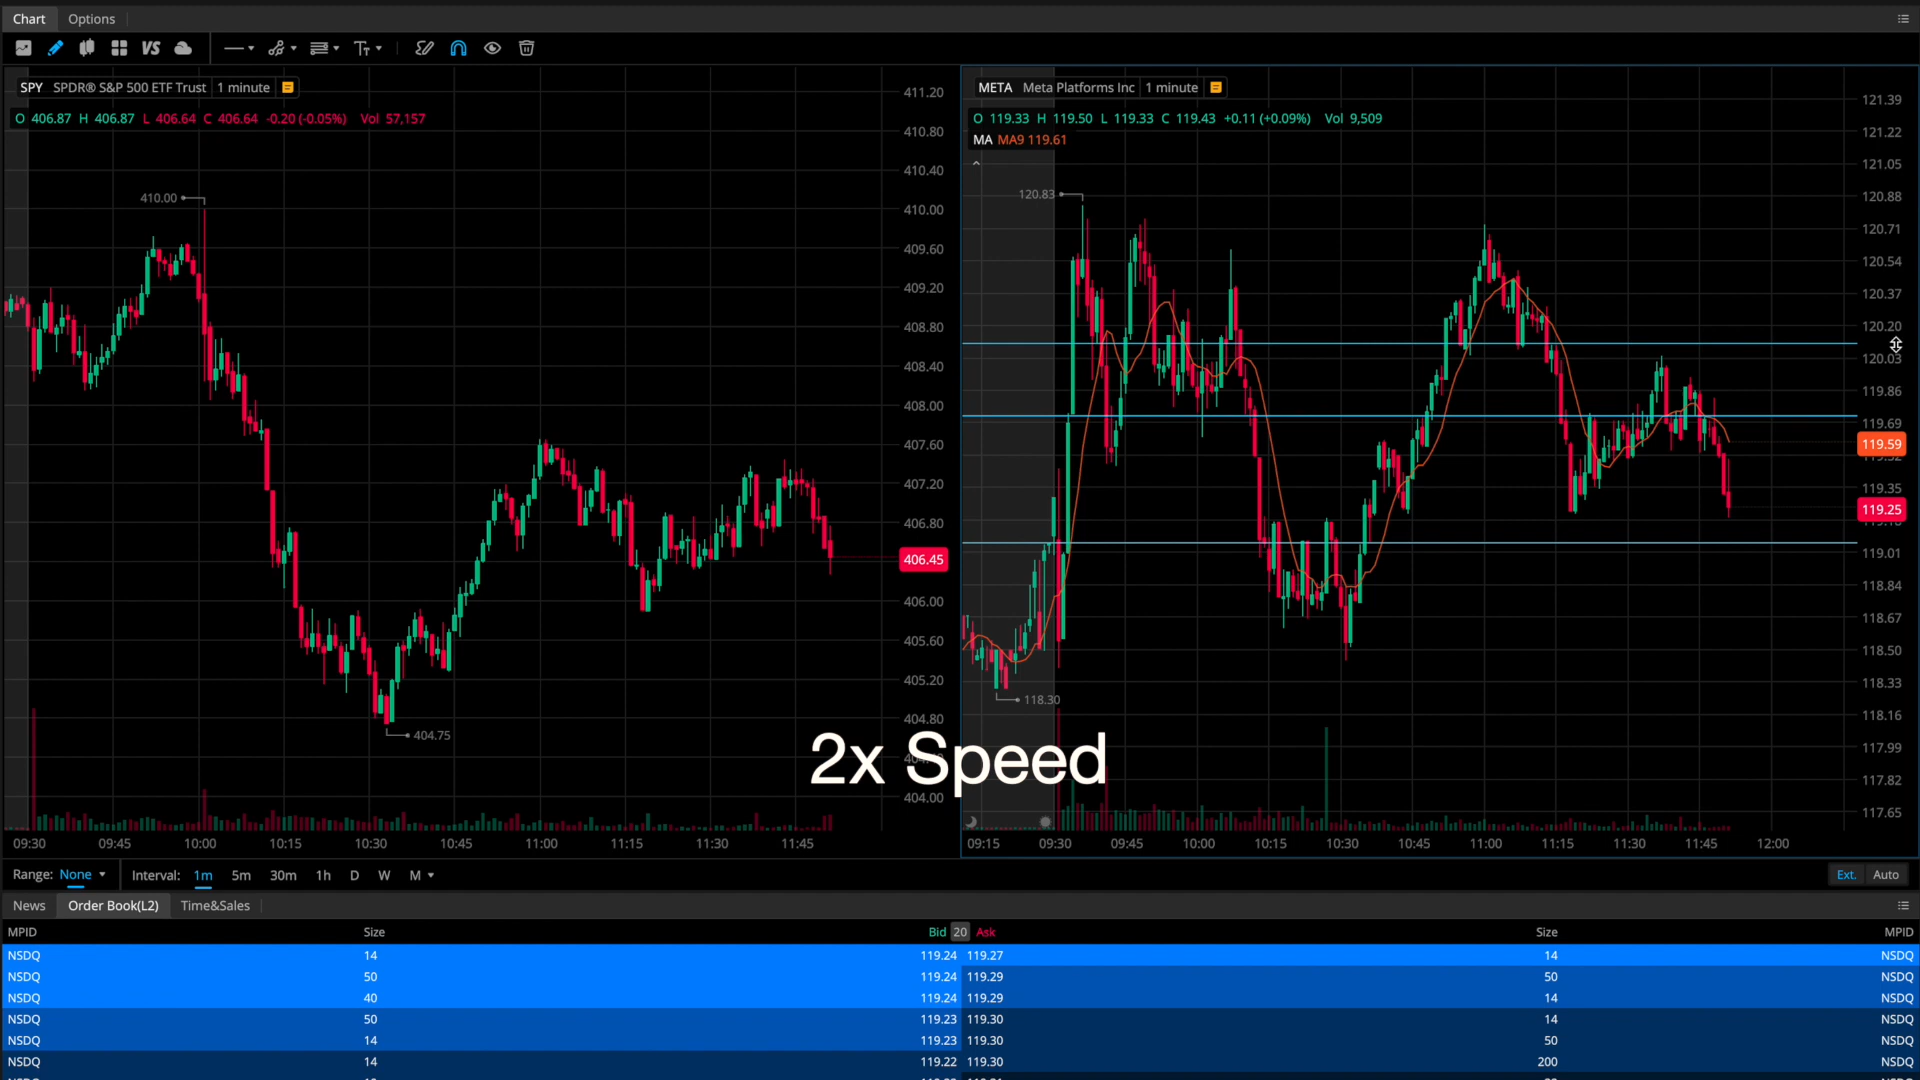 Chart Options
VS
Tт
SPY SPDR® S&P 500 ETF Trust 1 minute
O 406.87 H 406.87 L 406.64 C 406.64 -0.20 (-0.05%) Vol 57,157
410.00
404.75
411.20
410.80
410.40
410.00
409.60
409.20
408.80
408.40
408.00
407.60
407.20
406.80
406.45
406.00
405.60
405.20
404.80
404.00
09:30 09:45 10:00 10:15 10:30 10:45 11:00 11:15 11:30 11:45
META Meta Platforms Inc 1 minute
O 119.33 H 119.50 L 119.33 C 119.43 +0.11 (+0.09%) Vol 9,509
MA MA9 119.61
120.83
118.30
121.39
121.22
121.05
120.88
120.71
120.54
120.37
120.20
120.03
119.86
119.69
119.59
119.52
119.35
119.25
119.18
119.01
118.84
118.67
118.50
118.33
118.16
117.99
117.82
117.65
09:15 09:30 09:45 10:00 10:15 10:30 10:45 11:00 11:15 11:30 11:45 12:00
2x Speed
Range: None Interval: 1m 5m 30m 1h D W M Ext. Auto
News Order Book(L2) Time&Sales
MPID Size Bid 20 Ask Size MPID
NSDQ 14 119.24 119.27 14 NSDQ
NSDQ 50 119.24 119.29 50 NSDQ
NSDQ 40 119.24 119.29 14 NSDQ
NSDQ 50 119.23 119.30 14 NSDQ
NSDQ 14 119.23 119.30 50 NSDQ
NSDQ 14 119.22 119.30 200 NSDQ